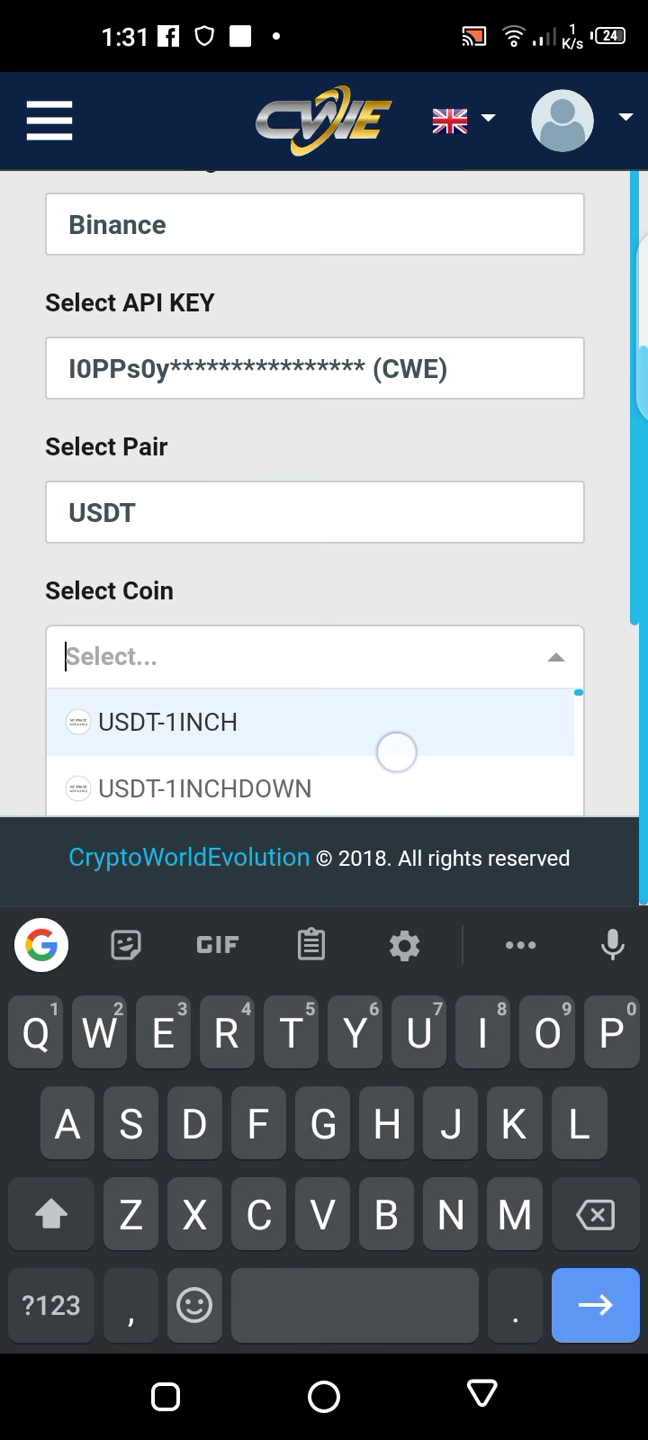 1:31
1
K/s
24
CWE
Binance
Select API KEY
I0PPs0y**************** (CWE)
Select Pair
USDT
Select Coin
Select...
USDT-1INCH
USDT-1INCHDOWN
CryptoWorldEvolution © 2018. All rights reserved
G GIF
1 2 3 4 5 6 7 8 9 0
Q W E R T Y U I O P
A S D F G H J K L
Z X C V B N M
?123 , .